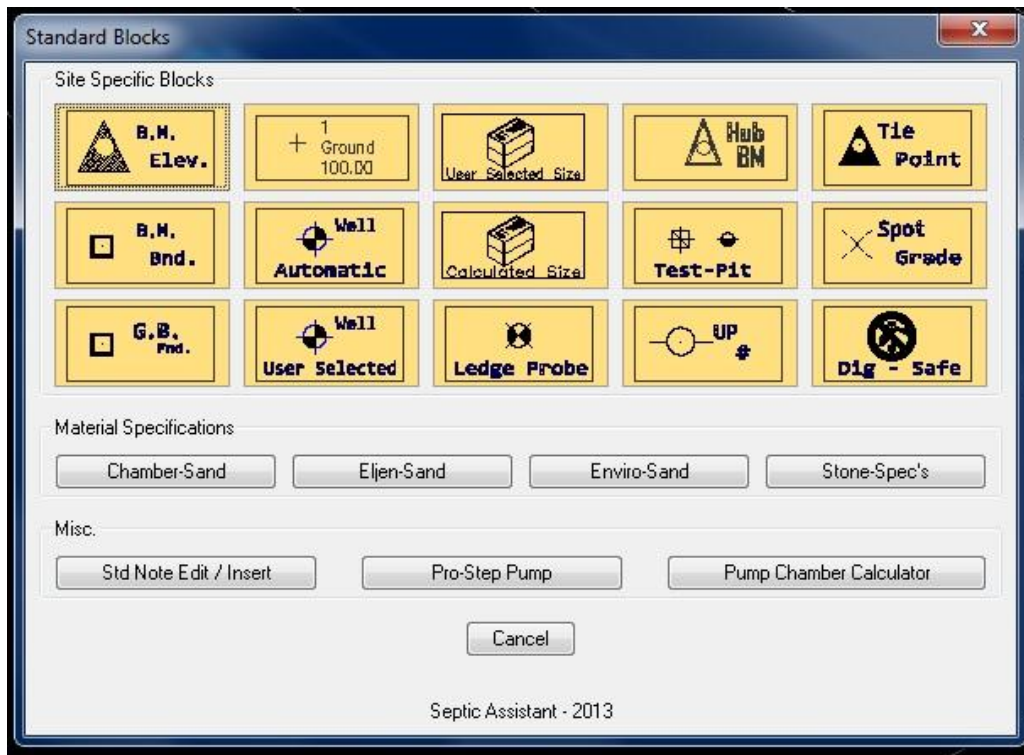 Standard Blocks
Site Specific Blocks
B.M.
Elev.
1
Ground
100.00
User Selected Size
Hub
BM
Tie
Point
B.M.
Bnd.
Well
Automatic
Calculated Size
Test-Pit
Spot
Grade
G.B.
Fnd.
Well
User Selected
Ledge Probe
UP
#
Dig - Safe
Material Specifications
Chamber-Sand
Eljen-Sand
Enviro-Sand
Stone-Spec's
Misc.
Std Note Edit / Insert
Pro-Step Pump
Pump Chamber Calculator
Cancel
Septic Assistant - 2013